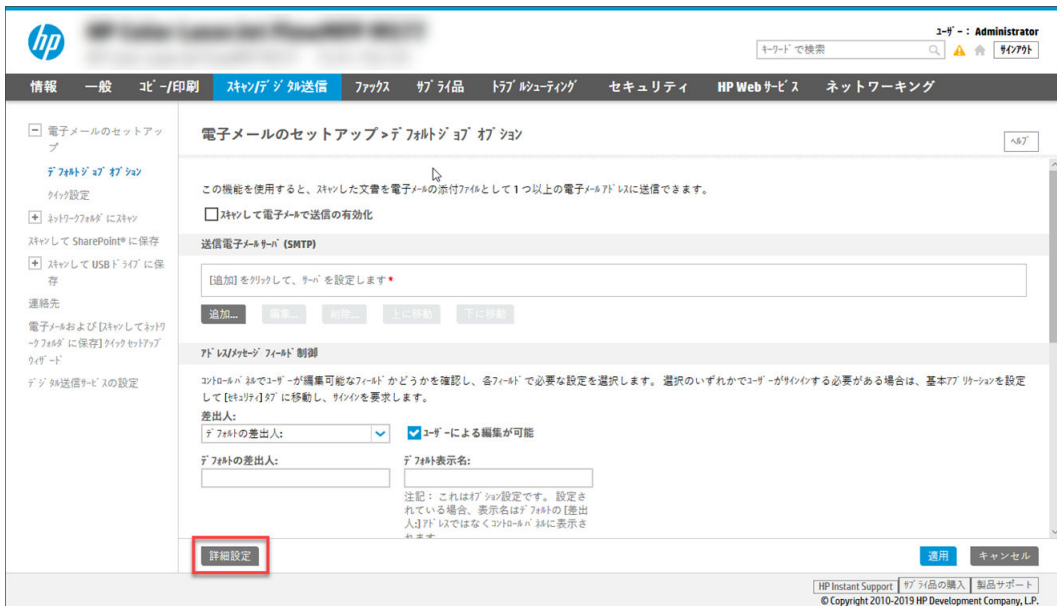 hp
ﾕｰｻﾞｰ： Administrator
ｷｰﾜｰﾄﾞで検索
ｻｲﾝｱｳﾄ
情報 一般 ｺﾋﾟｰ/印刷 ｽｷｬﾝ/ﾃﾞｼﾞﾀﾙ送信 ﾌｧｯｸｽ ｻﾌﾟﾗｲ品 ﾄﾗﾌﾞﾙｼｭｰﾃｨﾝｸﾞ セキュリティ HP Web ｻｰﾋﾞｽ ネットワーキング
電子メールのセットアッ
プ
ﾃﾞﾌｫﾙﾄｼﾞｮﾌﾞ ｵﾌﾟｼｮﾝ
ｸｲｯｸ設定
ﾈｯﾄﾜｰｸﾌｫﾙﾀﾞにｽｷｬﾝ
ｽｷｬﾝして SharePoint® に保存
ｽｷｬﾝして USB ﾄﾞﾗｲﾌﾞに保
存
連絡先
電子ﾒｰﾙおよび [ｽｷｬﾝしてﾈｯﾄﾜ
ｰｸﾌｫﾙﾀﾞに保存] ｸｲｯｸｾｯﾄｱｯﾌﾟ
ｳｨｻﾞｰﾄﾞ
ﾃﾞｼﾞﾀﾙ送信ｻｰﾋﾞｽの設定
電子メールのセットアップ > ﾃﾞﾌｫﾙﾄｼﾞｮﾌﾞ ｵﾌﾟｼｮﾝ
ﾍﾙﾌﾟ
この機能を使用すると、ｽｷｬﾝした文書を電子ﾒｰﾙの添付ﾌｧｲﾙとして 1 つ以上の電子ﾒｰﾙｱﾄﾞﾚｽに送信できます。
ｽｷｬﾝして電子ﾒｰﾙで送信の有効化
送信電子ﾒｰﾙｻｰﾊﾞ (SMTP)
[追加] をｸﾘｯｸして、ｻｰﾊﾞを設定します*
追加... 編集... 削除... 上に移動 下に移動
ｱﾄﾞﾚｽ/ﾒｯｾｰｼﾞ ﾌｨｰﾙﾄﾞ制御
ｺﾝﾄﾛｰﾙﾊﾟﾈﾙでﾕｰｻﾞｰが編集可能なﾌｨｰﾙﾄﾞかどうかを確認し、各ﾌｨｰﾙﾄﾞで必要な設定を選択します。 選択のいずれかでﾕｰｻﾞｰがｻｲﾝｲﾝする必要がある場合は、基本ｱﾌﾟﾘｹｰｼｮﾝを設定
して [ｾｷｭﾘﾃｨ] ﾀﾌﾞに移動し、ｻｲﾝｲﾝを要求します。
差出人:
ﾃﾞﾌｫﾙﾄの差出人: ﾕｰｻﾞｰによる編集が可能
ﾃﾞﾌｫﾙﾄの差出人: ﾃﾞﾌｫﾙﾄ表示名:
注記： これはｵﾌﾟｼｮﾝ設定です。 設定さ
れている場合、表示名はﾃﾞﾌｫﾙﾄの [差出
人:] ｱﾄﾞﾚｽではなくｺﾝﾄﾛｰﾙﾊﾟﾈﾙに表示さ
れます
詳細設定 適用 キャンセル
HP Instant Support ｻﾌﾟﾗｲ品の購入 製品サポート
© Copyright 2010-2019 HP Development Company, L.P.